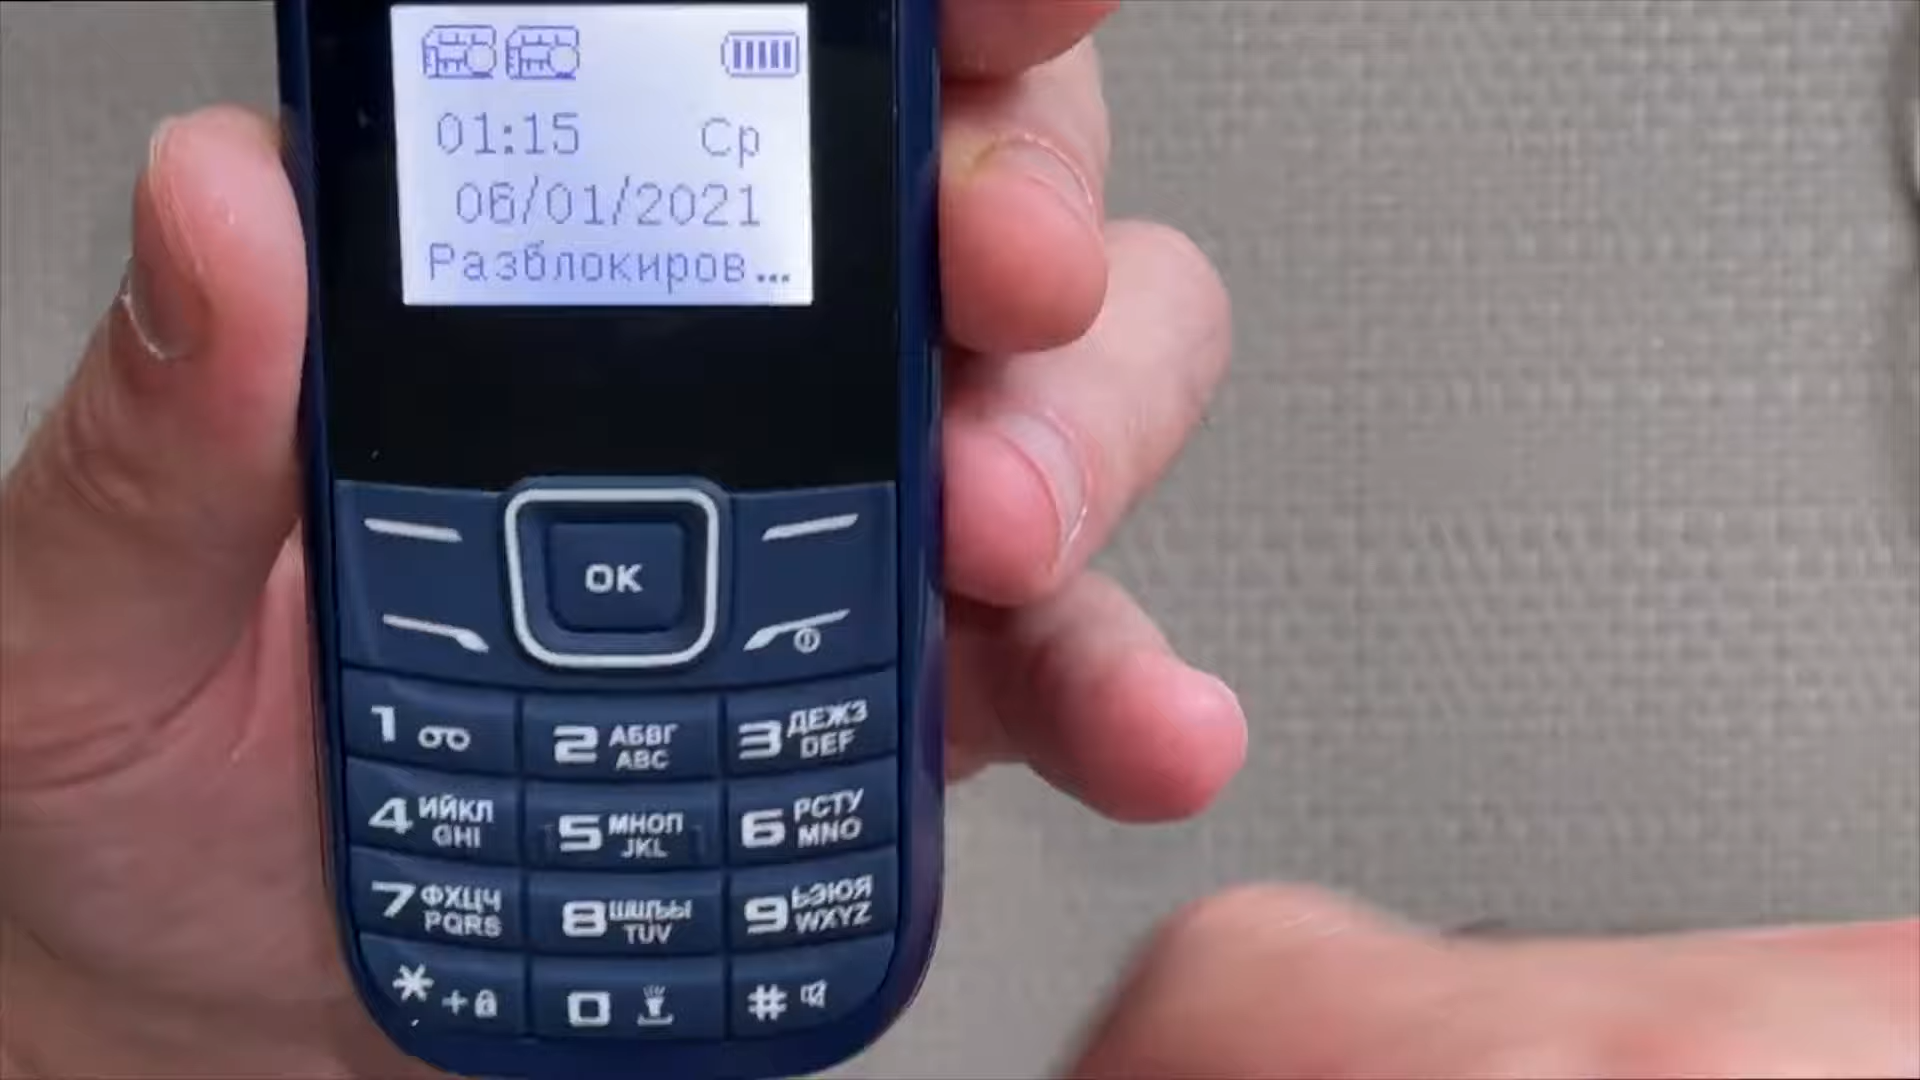 01:15 Ср
06/01/2021
Разблокиров...
OK
1
2 АБВГ ABC
3 ДЕЖЗ DEF
4 ИЙКЛ GHI
5 МНОП JKL
6 РСТУ MNO
7 ФХЦЧ PQRS
8 ШЩЪЫ TUV
9 ЬЭЮЯ WXYZ
* +
0
#